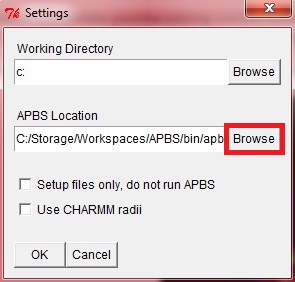 Settings
Working Directory
c:
Browse
APBS Location
C:/Storage/Workspaces/APBS/bin/apb
Browse
Setup files only, do not run APBS
Use CHARMM radii
OK Cancel